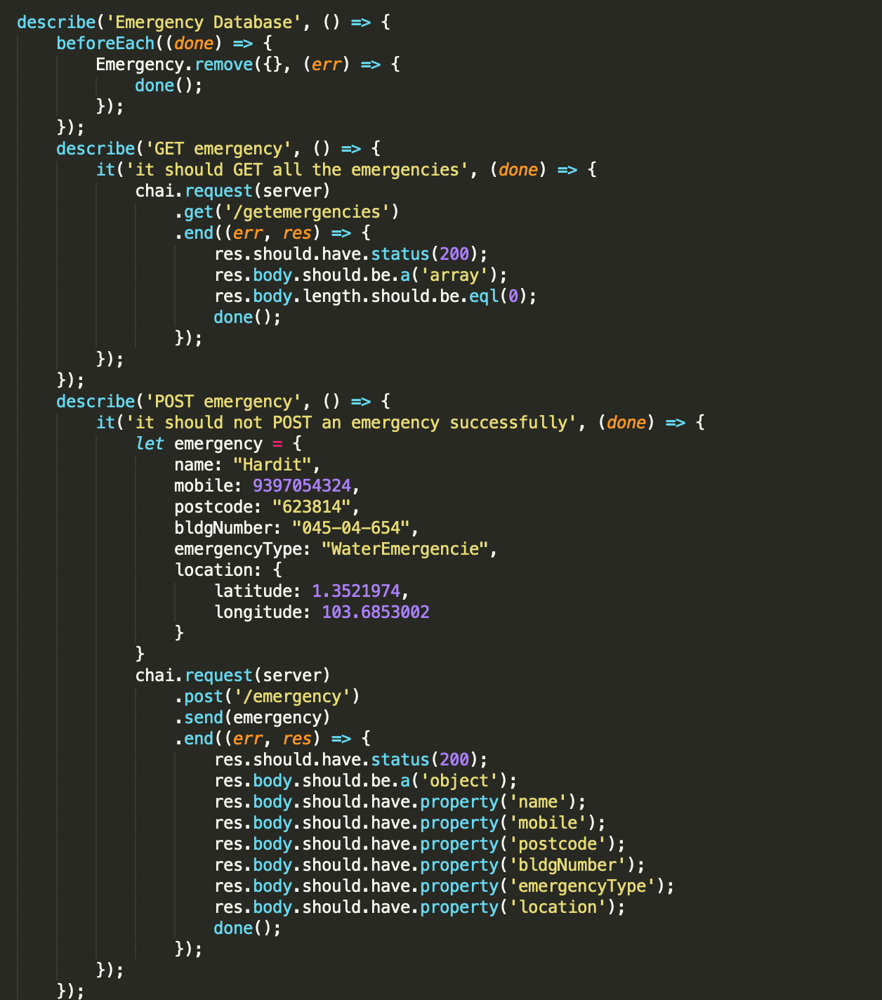 describe('Emergency Database', () => {
    beforeEach((done) => {
        Emergency.remove({}, (err) => {
            done();
        });
    });
    describe('GET emergency', () => {
        it('it should GET all the emergencies', (done) => {
            chai.request(server)
                .get('/getemergencies')
                .end((err, res) => {
                    res.should.have.status(200);
                    res.body.should.be.a('array');
                    res.body.length.should.be.eql(0);
                    done();
                });
        });
    });
    describe('POST emergency', () => {
        it('it should not POST an emergency successfully', (done) => {
            let emergency = {
                name: "Hardit",
                mobile: 9397054324,
                postcode: "623814",
                bldgNumber: "045-04-654",
                emergencyType: "WaterEmergencie",
                location: {
                    latitude: 1.3521974,
                    longitude: 103.6853002
                }
            }
            chai.request(server)
                .post('/emergency')
                .send(emergency)
                .end((err, res) => {
                    res.should.have.status(200);
                    res.body.should.be.a('object');
                    res.body.should.have.property('name');
                    res.body.should.have.property('mobile');
                    res.body.should.have.property('postcode');
                    res.body.should.have.property('bldgNumber');
                    res.body.should.have.property('emergencyType');
                    res.body.should.have.property('location');
                    done();
                });
        });
    });